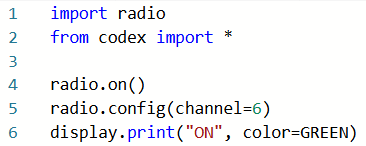 1 import radio
2 from codex import *
3
4 radio.on()
5 radio.config(channel=6)
6 display.print("ON", color=GREEN)